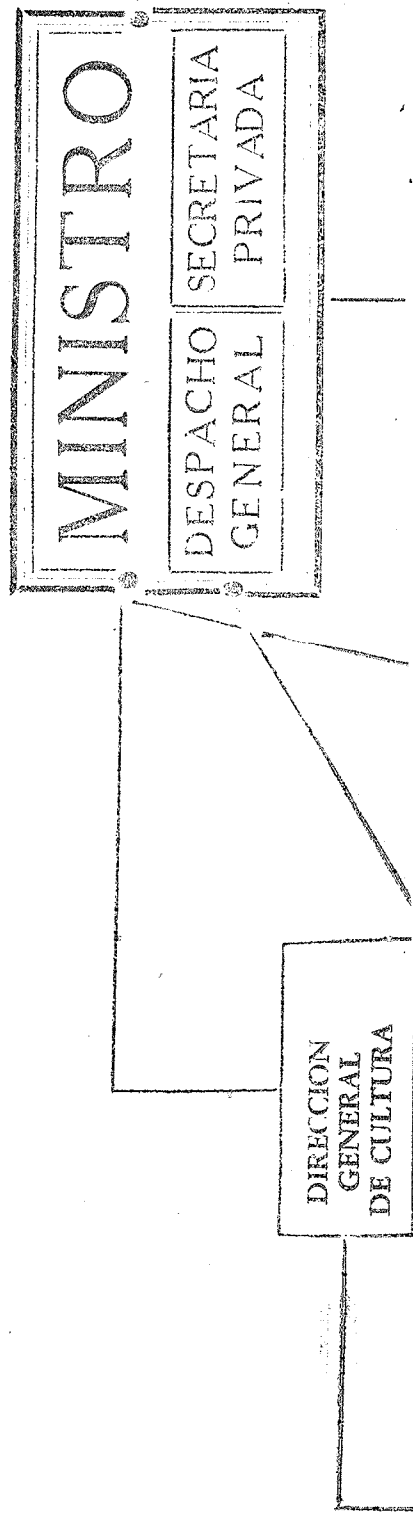 MINISTRO
DESPACHO
GENERAL
SECRETARIA
PRIVADA
DIRECCION
GENERAL
DE CULTURA